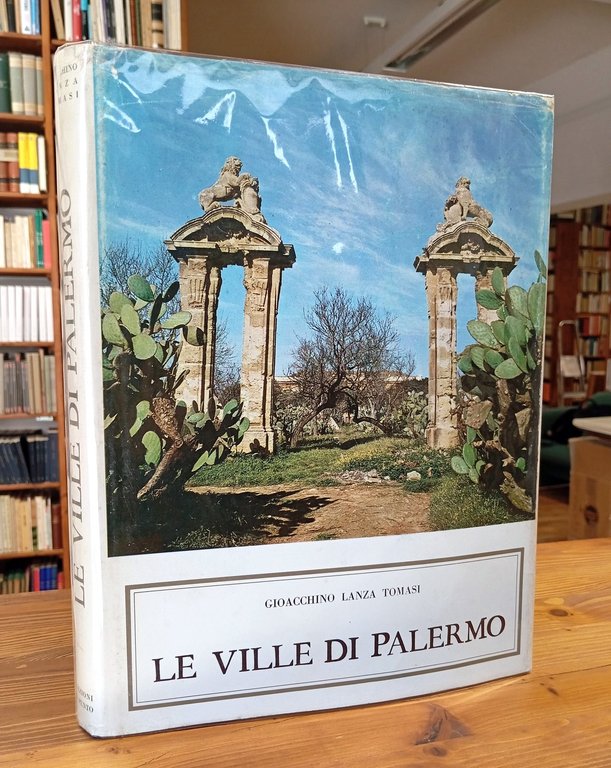 GIOACCHINO LANZA TOMASI
LE VILLE DI PALERMO
LE VILLE DI PALERMO